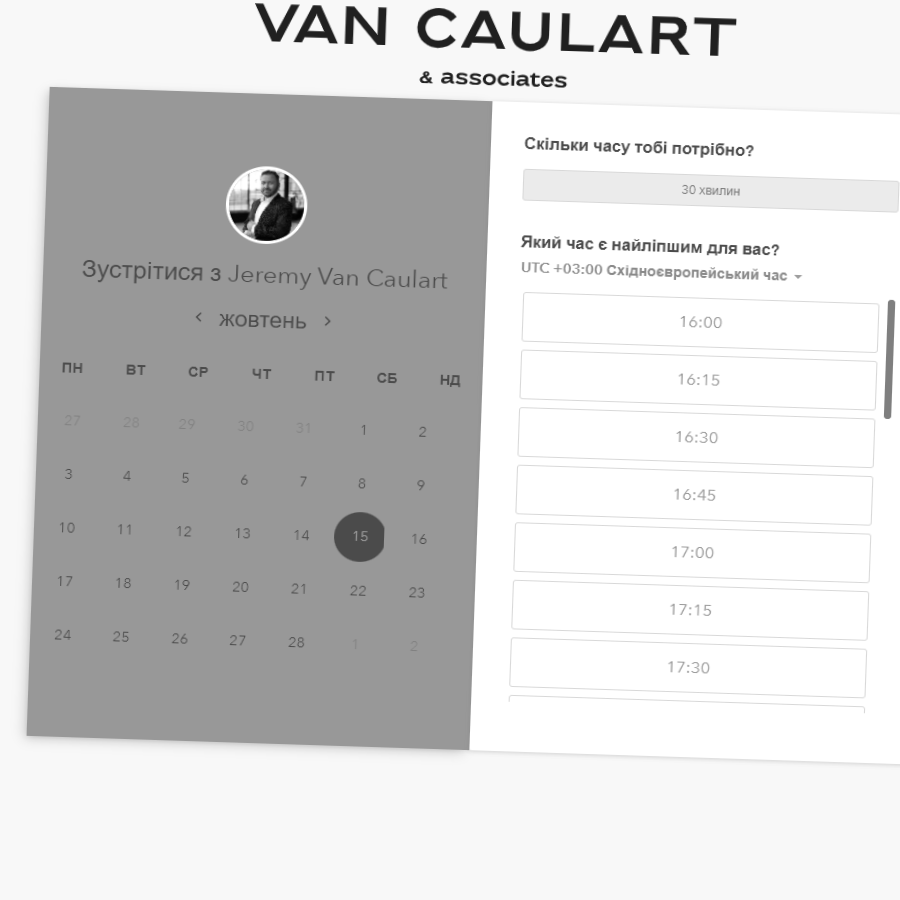 VAN CAULART
& associates
Зустрітися з Jeremy Van Caulart
жовтень
ПН ВТ СР ЧТ ПТ СБ НД
27 28 29 30 31 1 2
3 4 5 6 7 8 9
10 11 12 13 14 15 16
17 18 19 20 21 22 23
24 25 26 27 28 1 2
Скільки часу тобі потрібно?
30 хвилин
Який час є найліпшим для вас?
UTC +03:00 Східноєвропейський час
16:00
16:15
16:30
16:45
17:00
17:15
17:30